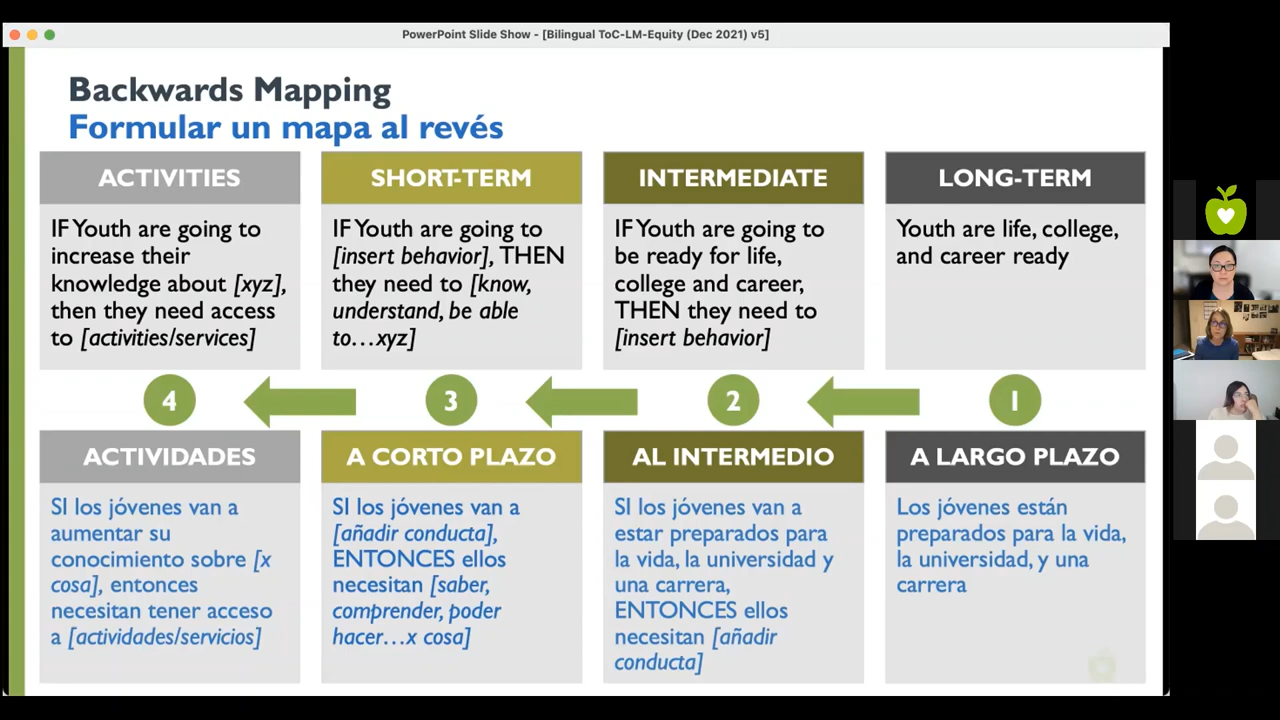 PowerPoint Slide Show - [Bilingual ToC-LM-Equity (Dec 2021) v5]
Backwards Mapping
Formular un mapa al revés
ACTIVITIES
IF Youth are going to
increase their
knowledge about [xyz],
then they need access
to [activities/services]
SHORT-TERM
IF Youth are going to
[insert behavior], THEN
they need to [know,
understand, be able
to...xyz]
INTERMEDIATE
IF Youth are going to
be ready for life,
college and career,
THEN they need to
[insert behavior]
LONG-TERM
Youth are life, college,
and career ready
4
3
2
1
ACTIVIDADES
SI los jóvenes van a
aumentar su
conocimiento sobre [x
cosa], entonces
necesitan tener acceso
a [actividades/servicios]
A CORTO PLAZO
SI los jóvenes van a
[añadir conducta],
ENTONCES ellos
necesitan [saber,
comprender, poder
hacer...x cosa]
AL INTERMEDIO
SI los jóvenes van a
estar preparados para
la vida, la universidad y
una carrera,
ENTONCES ellos
necesitan [añadir
conducta]
A LARGO PLAZO
Los jóvenes están
preparados para la vida,
la universidad, y una
carrera